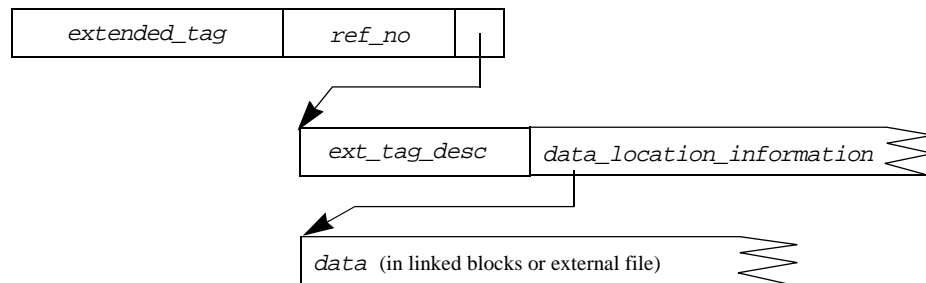 extended_tag ref_no
ext_tag_desc data_location_information
data (in linked blocks or external file)